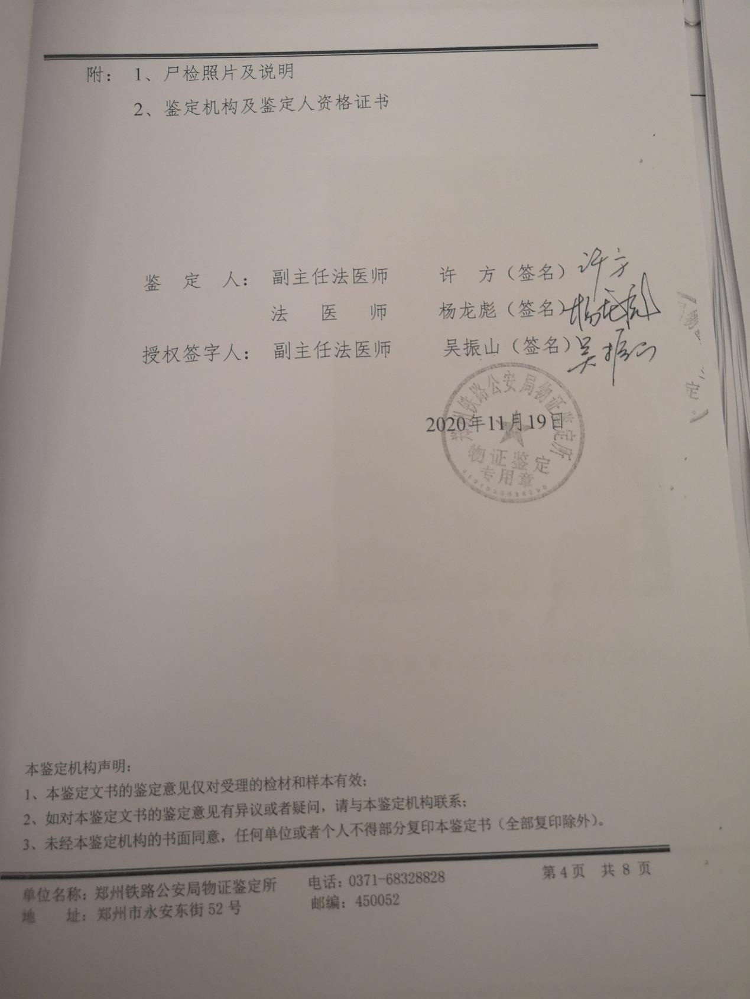 附： 1、尸检照片及说明
2、鉴定机构及鉴定人资格证书
鉴 定 人： 副主任法医师 许 方（签名）许方
法 医 师 杨龙彪（签名）杨龙彪
授权签字人： 副主任法医师 吴振山（签名）吴振山
郑州铁路公安局物证鉴定所
2020年11月19日
物证鉴定
专用章
定
本鉴定机构声明：
1、本鉴定文书的鉴定意见仅对受理的检材和样本有效；
2、如对本鉴定文书的鉴定意见有异议或者疑问，请与本鉴定机构联系；
3、未经本鉴定机构的书面同意，任何单位或者个人不得部分复印本鉴定书（全部复印除外）。
单位名称：郑州铁路公安局物证鉴定所 电话：0371-68328828 第4页 共 8 页
地 址：郑州市永安东街 52 号 邮编：450052